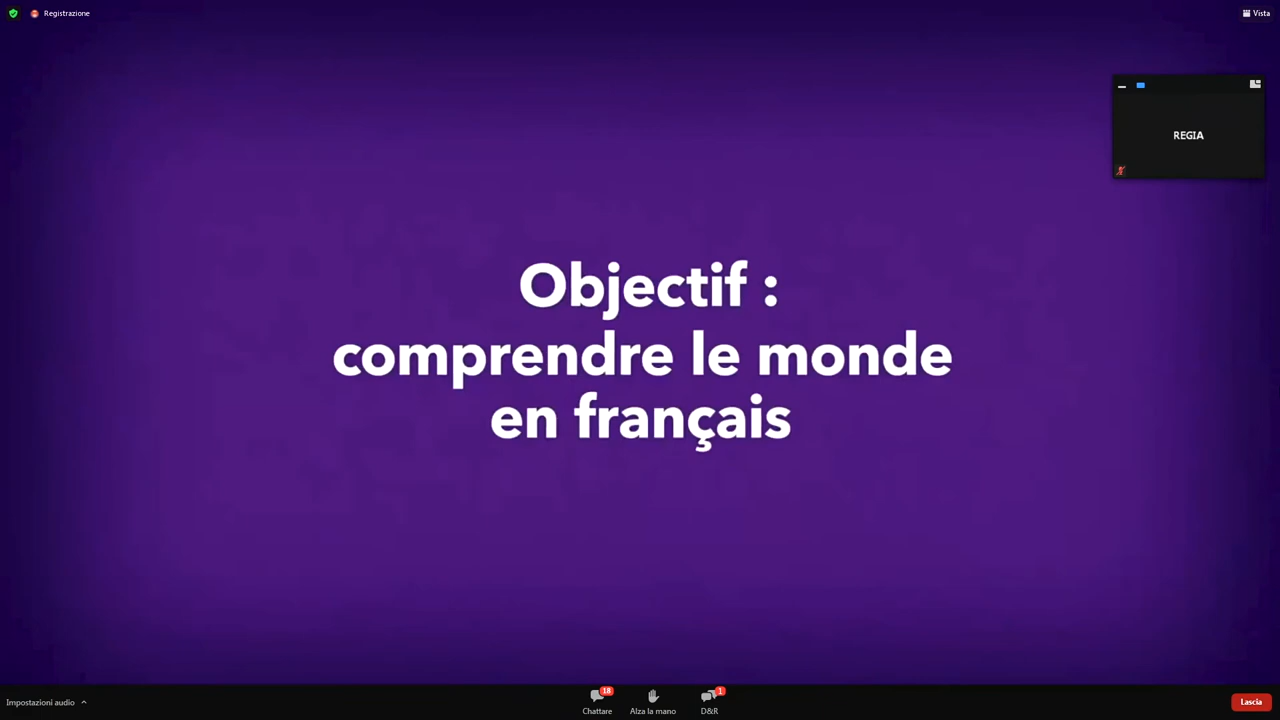 Registrazione
Vista
REGIA
Objectif :
comprendre le monde
en français
Impostazioni audio
18
Chattare
Alza la mano
1
D&R
Lascia